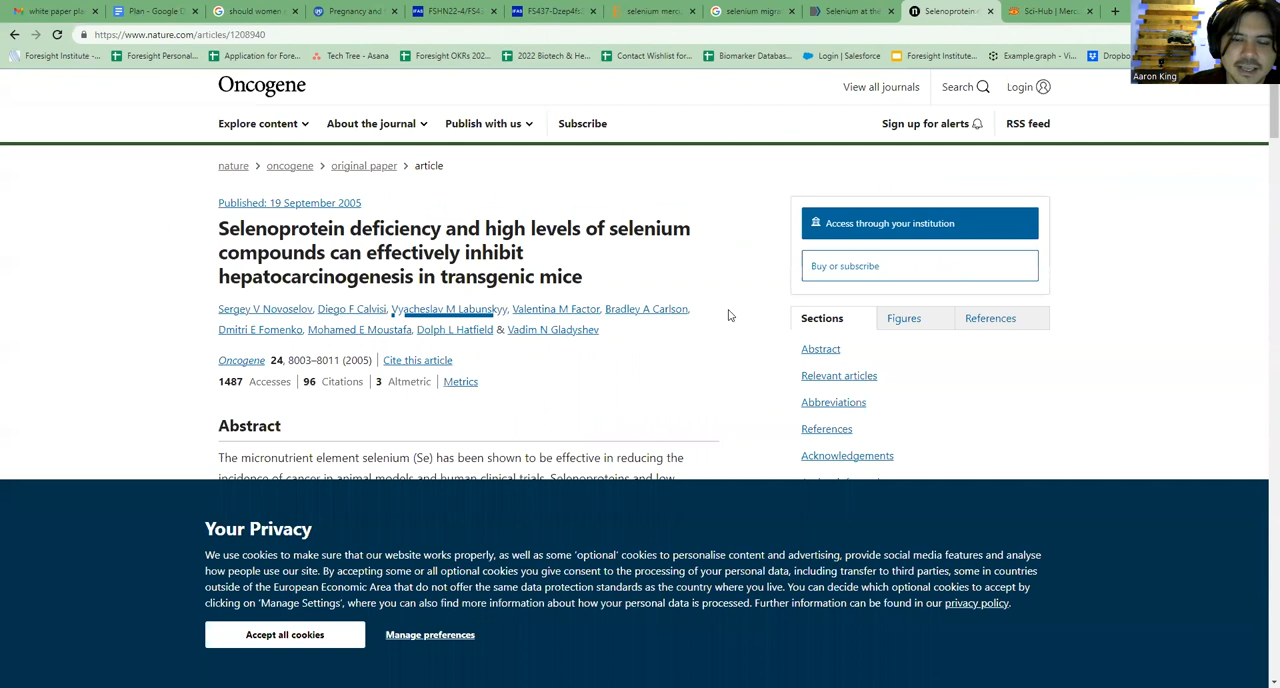 white paper pla
Plan - Google D
should women
Pregnancy and
FSHN22-4/FS4
FS437-Dzep4fs
selenium merc
selenium migra
Selenium at the
Selenoprotein
Sci-Hub | Merc
https://www.nature.com/articles/1208940
Foresight Institute -...
Foresight Personal...
Application for Fore...
Tech Tree - Asana
Foresight OKRs 202...
2022 Biotech & He...
Contact Wishlist for...
Biomarker Databas...
Login | Salesforce
Foresight Institute...
Example.graph - Vi...
Dropbo
Aaron King
Oncogene
View all journals
Search
Login
Explore content
About the journal
Publish with us
Subscribe
Sign up for alerts
RSS feed
nature > oncogene > original paper > article
Published: 19 September 2005
Selenoprotein deficiency and high levels of selenium
compounds can effectively inhibit
hepatocarcinogenesis in transgenic mice
Sergey V Novoselov, Diego F Calvisi, Vyacheslav M Labunskyy, Valentina M Factor, Bradley A Carlson,
Dmitri E Fomenko, Mohamed E Moustafa, Dolph L Hatfield & Vadim N Gladyshev
Oncogene 24, 8003–8011 (2005) | Cite this article
1487 Accesses | 96 Citations | 3 Altmetric | Metrics
Abstract
The micronutrient element selenium (Se) has been shown to be effective in reducing the
incidence of cancer in animal models and human clinical trials. Selenoproteins and low
Access through your institution
Buy or subscribe
Sections
Figures
References
Abstract
Relevant articles
Abbreviations
References
Acknowledgements
Your Privacy
We use cookies to make sure that our website works properly, as well as some ‘optional’ cookies to personalise content and advertising, provide social media features and analyse
how people use our site. By accepting some or all optional cookies you give consent to the processing of your personal data, including transfer to third parties, some in countries
outside of the European Economic Area that do not offer the same data protection standards as the country where you live. You can decide which optional cookies to accept by
clicking on ‘Manage Settings’, where you can also find more information about how your personal data is processed. Further information can be found in our privacy policy.
Accept all cookies
Manage preferences